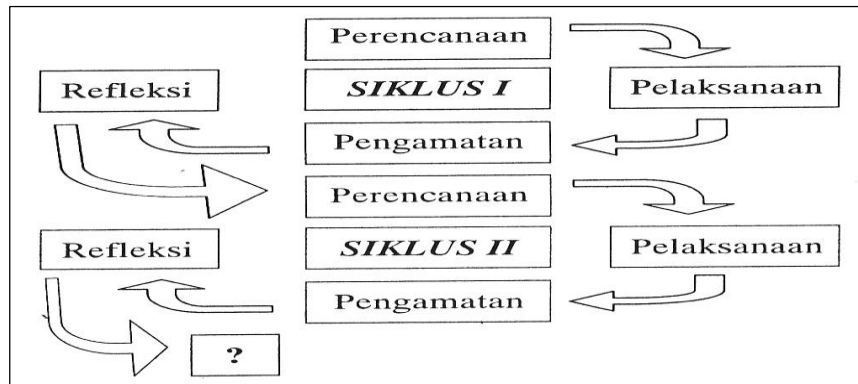 Perencanaan
Refleksi
SIKLUS I
Pelaksanaan
Pengamatan
Perencanaan
Refleksi
SIKLUS II
Pelaksanaan
Pengamatan
?